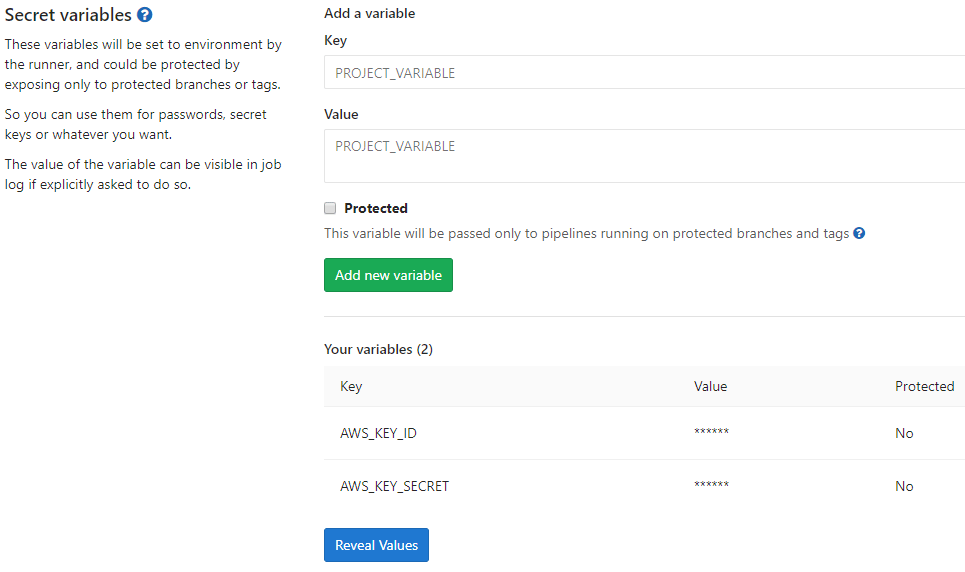 Secret variables
These variables will be set to environment by
the runner, and could be protected by
exposing only to protected branches or tags.
So you can use them for passwords, secret
keys or whatever you want.
The value of the variable can be visible in job
log if explicitly asked to do so.
Add a variable
Key
PROJECT_VARIABLE
Value
PROJECT_VARIABLE
Protected
This variable will be passed only to pipelines running on protected branches and tags
Add new variable
Your variables (2)
Key Value Protected
AWS_KEY_ID ****** No
AWS_KEY_SECRET ****** No
Reveal Values